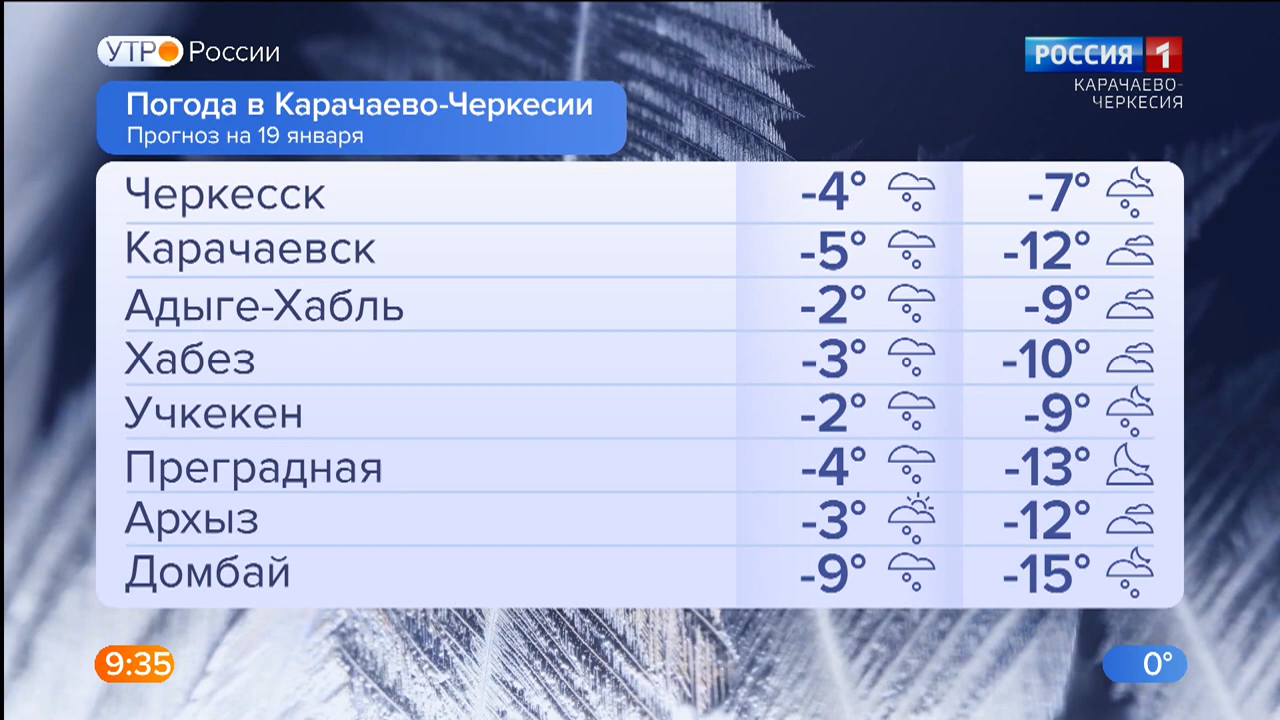 УТРО России
РОССИЯ 1
КАРАЧАЕВО-
ЧЕРКЕСИЯ
Погода в Карачаево-Черкесии
Прогноз на 19 января
Черкесск -4° -7°
Карачаевск -5° -12°
Адыге-Хабль -2° -9°
Хабез -3° -10°
Учкекен -2° -9°
Преградная -4° -13°
Архыз -3° -12°
Домбай -9° -15°
9:35 0°